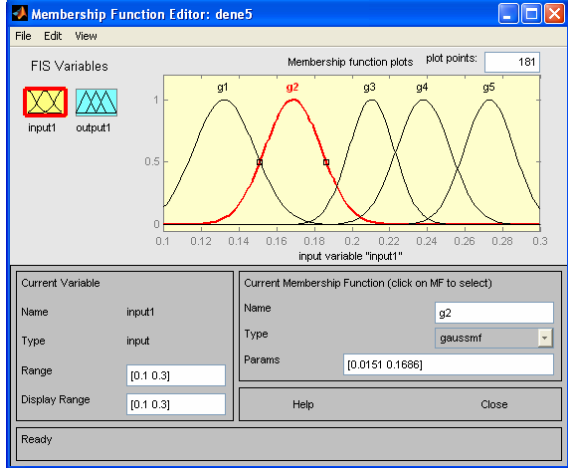 Membership Function Editor: dene5
File Edit View
FIS Variables
input1 output1
Membership function plots plot points: 181
g1 g2 g3 g4 g5
1
0.5
0
0.1 0.12 0.14 0.16 0.18 0.2 0.22 0.24 0.26 0.28 0.3
input variable "input1"
Current Variable
Name input1
Type input
Range [0.1 0.3]
Display Range [0.1 0.3]
Current Membership Function (click on MF to select)
Name g2
Type gaussmf
Params [0.0151 0.1686]
Help Close
Ready